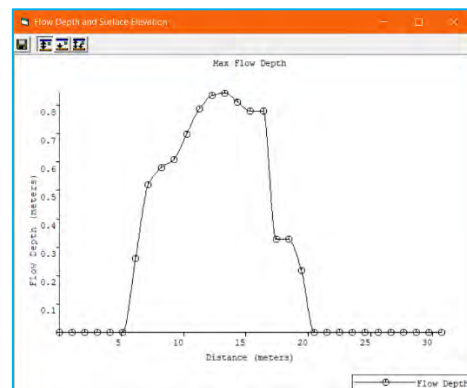 Flow Depth and Surface Elevation
Max Flow Depth
0.8
0.7
0.6
0.5
0.4
0.3
0.2
0.1
Flow Depth (meters)
5
10
15
20
25
30
Distance (meters)
Flow Depth